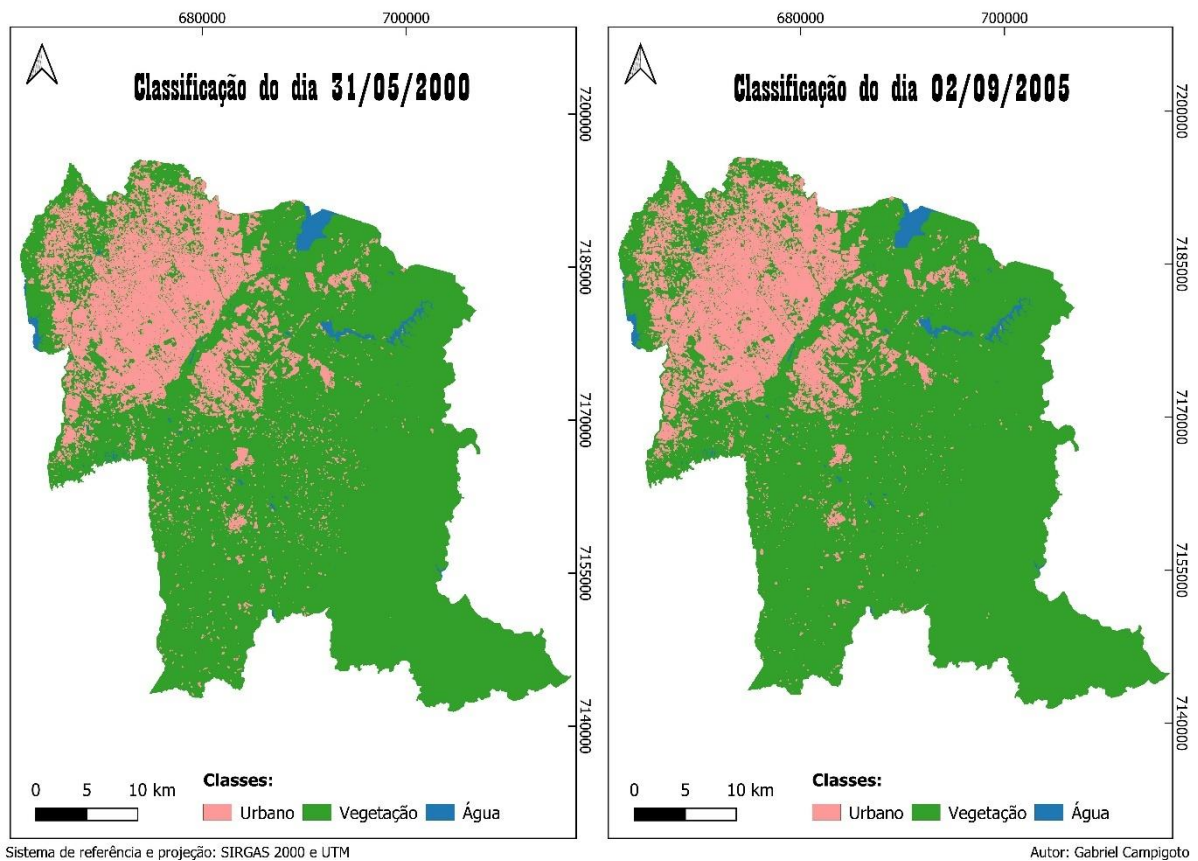 680000 700000
Classificação do dia 31/05/2000
7200000
7185000
7170000
7155000
7140000
0 5 10 km
Classes:
Urbano Vegetação Água
680000 700000
Classificação do dia 02/09/2005
7200000
7185000
7170000
7155000
7140000
0 5 10 km
Classes:
Urbano Vegetação Água
Sistema de referência e projeção: SIRGAS 2000 e UTM
Autor: Gabriel Campigoto